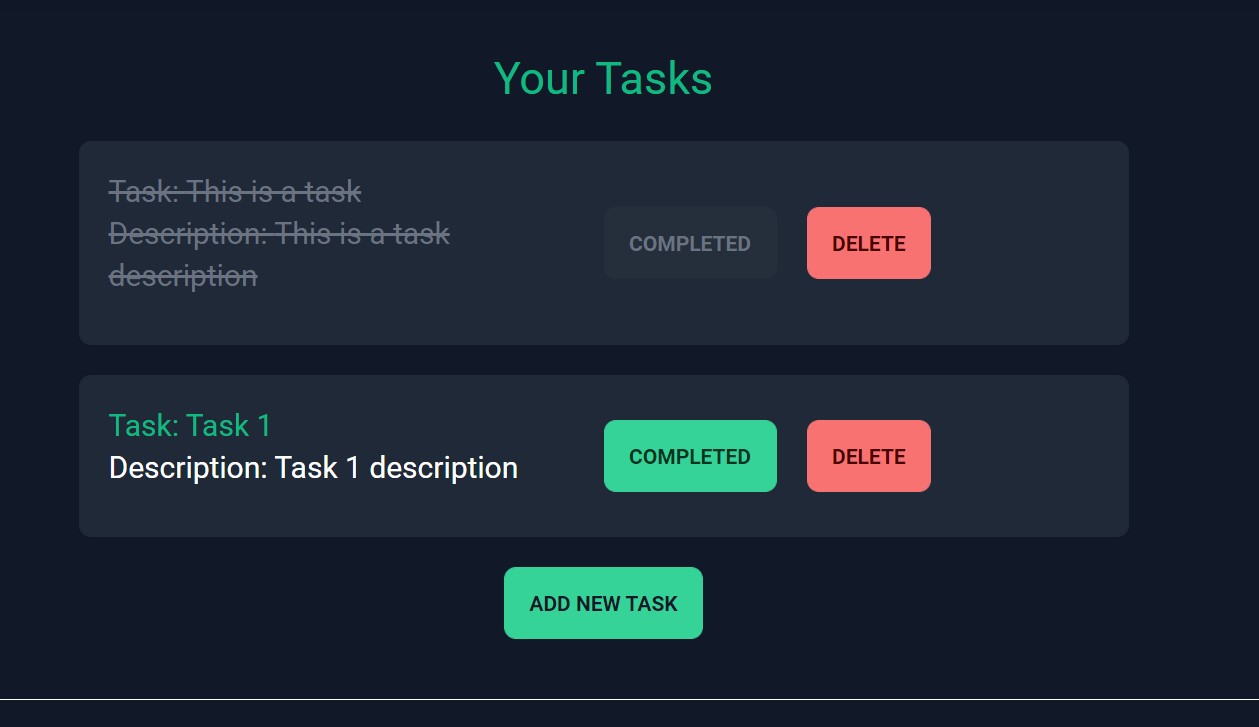 Your Tasks
Task: This is a task
Description: This is a task
description
COMPLETED
DELETE
Task: Task 1
Description: Task 1 description
COMPLETED
DELETE
ADD NEW TASK